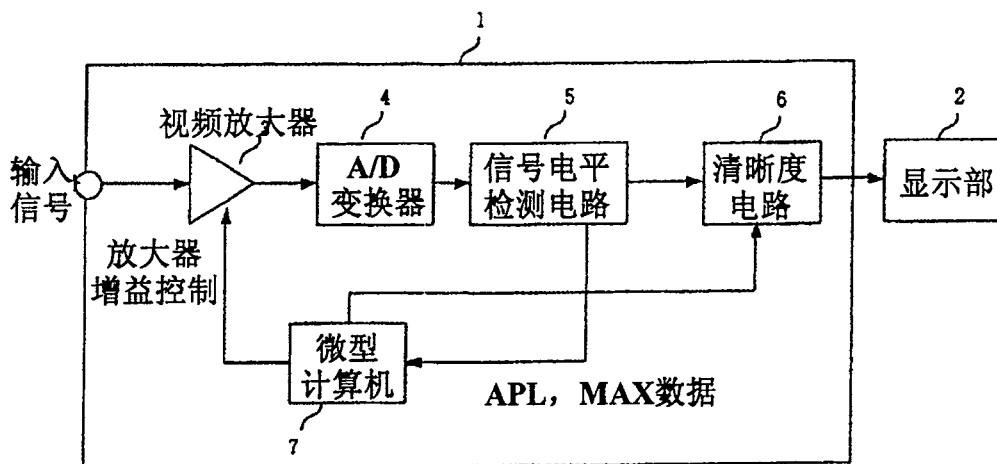 1
视频放大器
3
4
5
6
2
输入
信号
A/D
变换器
信号电平
检测电路
清晰度
电路
显示部
放大器
增益控制
微型
计算机
7
APL，MAX数据